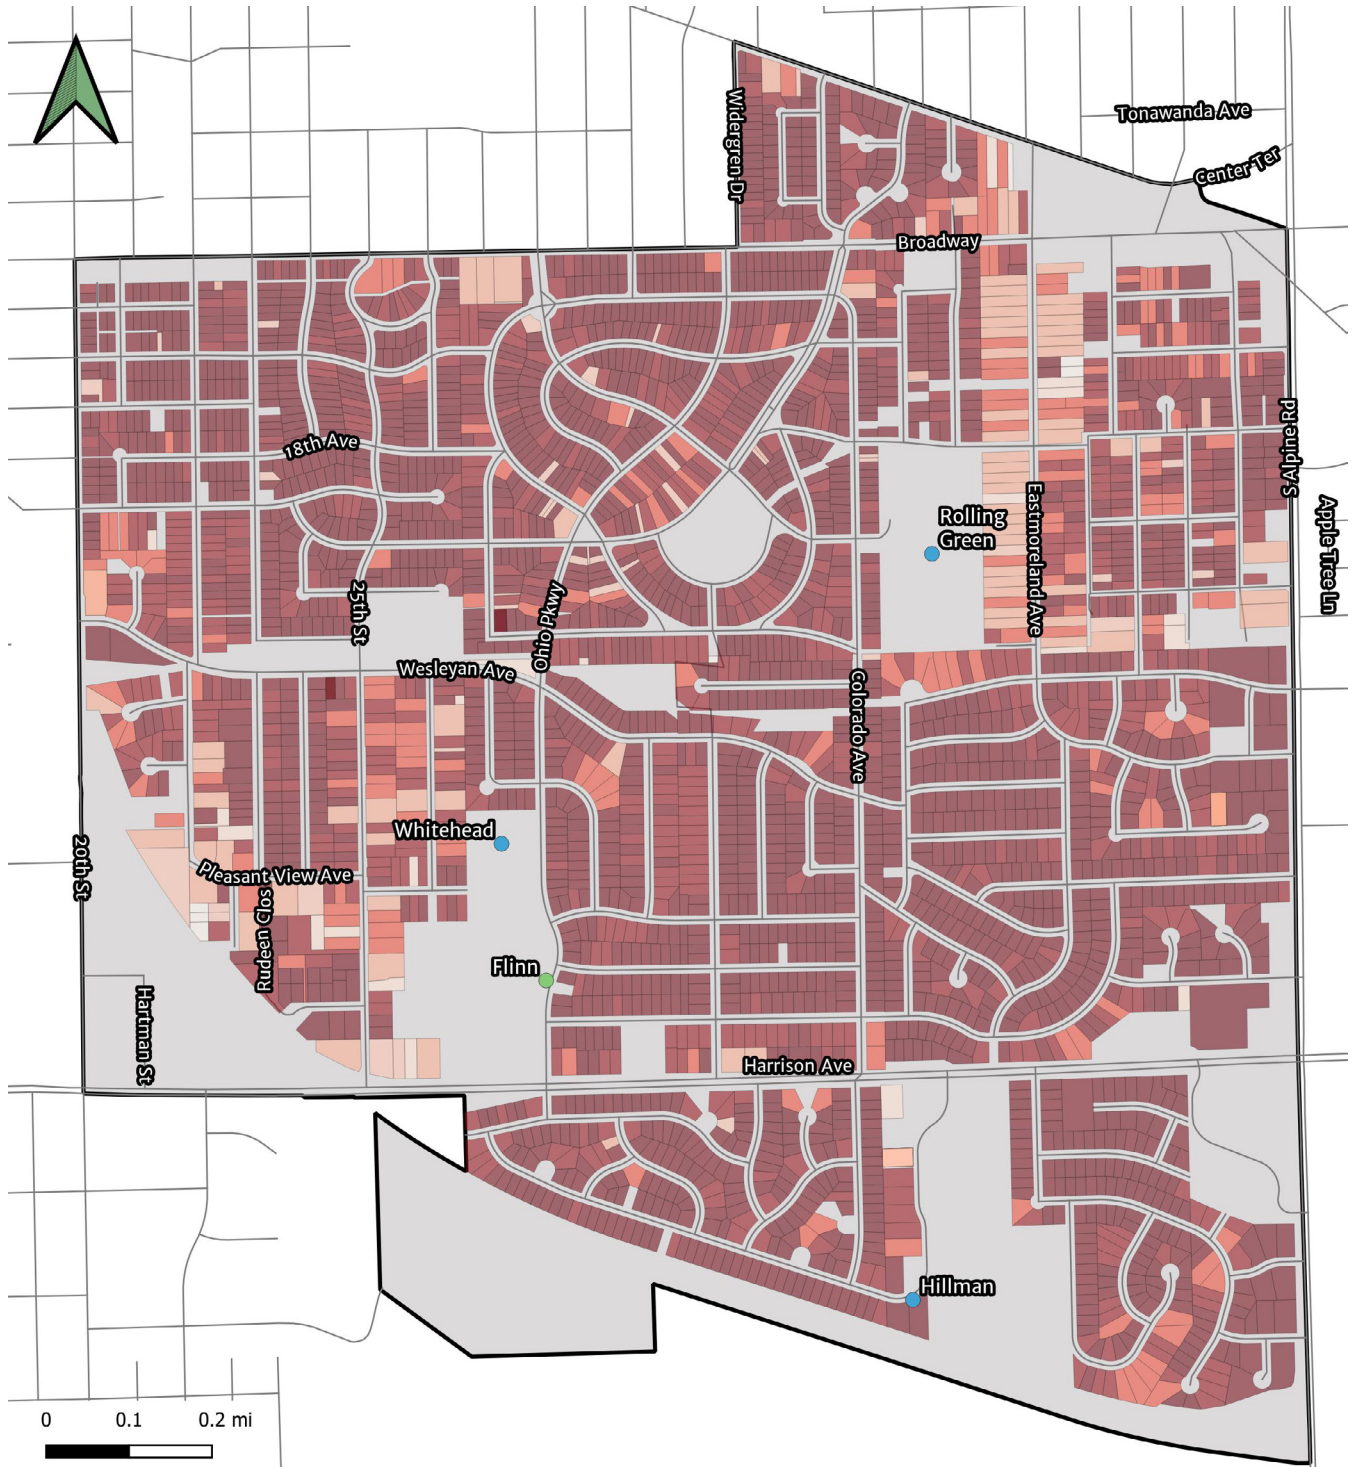 Tonawanda Ave
Widergren Dr
Center Ter
Broadway
18th Ave
S Alpine Rd
Eastmoreland Ave
Rolling
Green
Apple Tree Ln
25th St
Ohio Pkwy
Wesleyan Ave
Colorado Ave
Whitehead
20th St
Pleasant View Ave
Rudeen Clos
Flinn
Hartman St
Harrison Ave
Hillman
0 0.1 0.2 mi